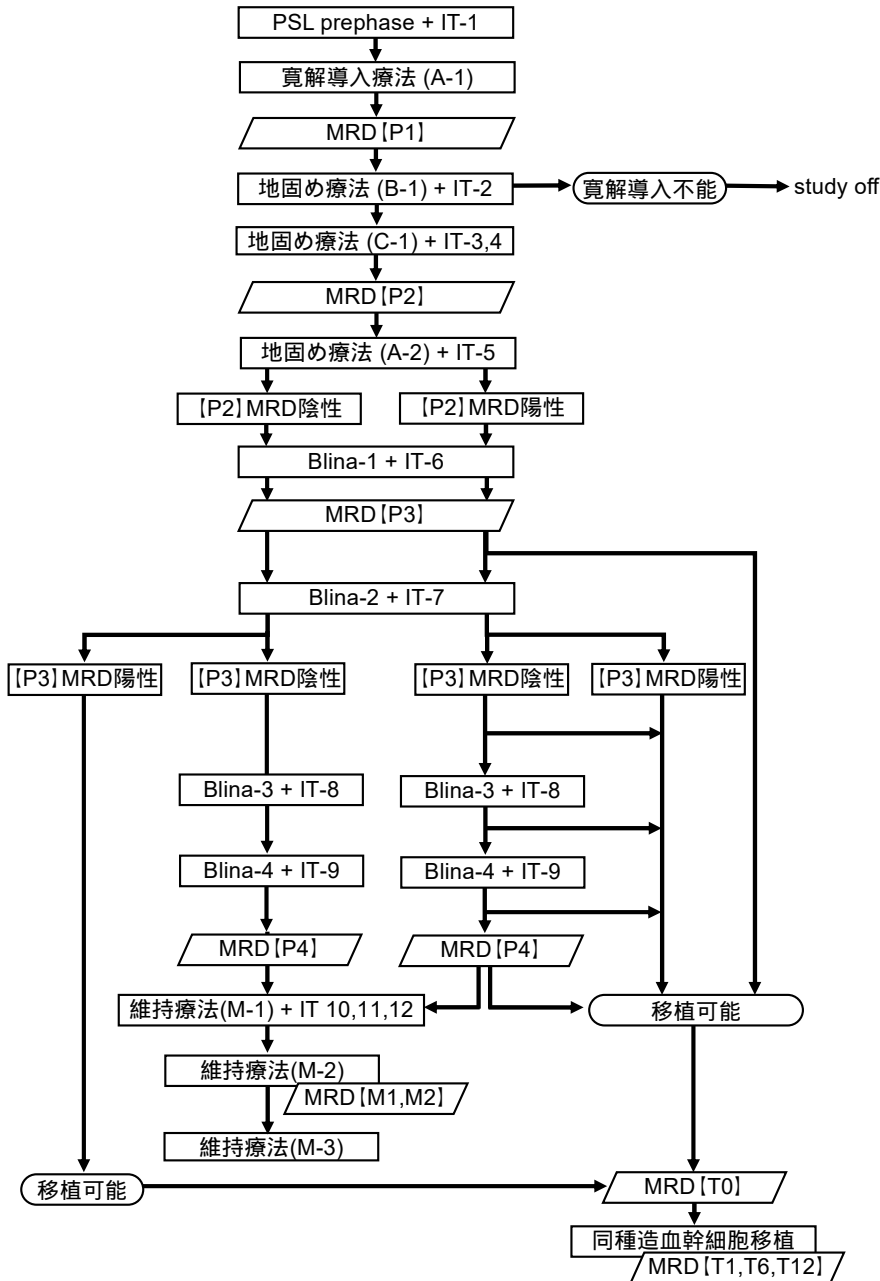 PSL prephase + IT-1
寛解導入療法 (A-1)
MRD【P1】
地固め療法 (B-1) + IT-2
寛解導入不能
study off
地固め療法 (C-1) + IT-3,4
MRD【P2】
地固め療法 (A-2) + IT-5
【P2】MRD陰性
【P2】MRD陽性
Blina-1 + IT-6
MRD【P3】
Blina-2 + IT-7
【P3】MRD陽性
【P3】MRD陰性
【P3】MRD陰性
【P3】MRD陽性
Blina-3 + IT-8
Blina-3 + IT-8
Blina-4 + IT-9
Blina-4 + IT-9
MRD【P4】
MRD【P4】
維持療法(M-1) + IT 10,11,12
移植可能
維持療法(M-2)
MRD【M1,M2】
維持療法(M-3)
移植可能
MRD【T0】
同種造血幹細胞移植
MRD【T1,T6,T12】